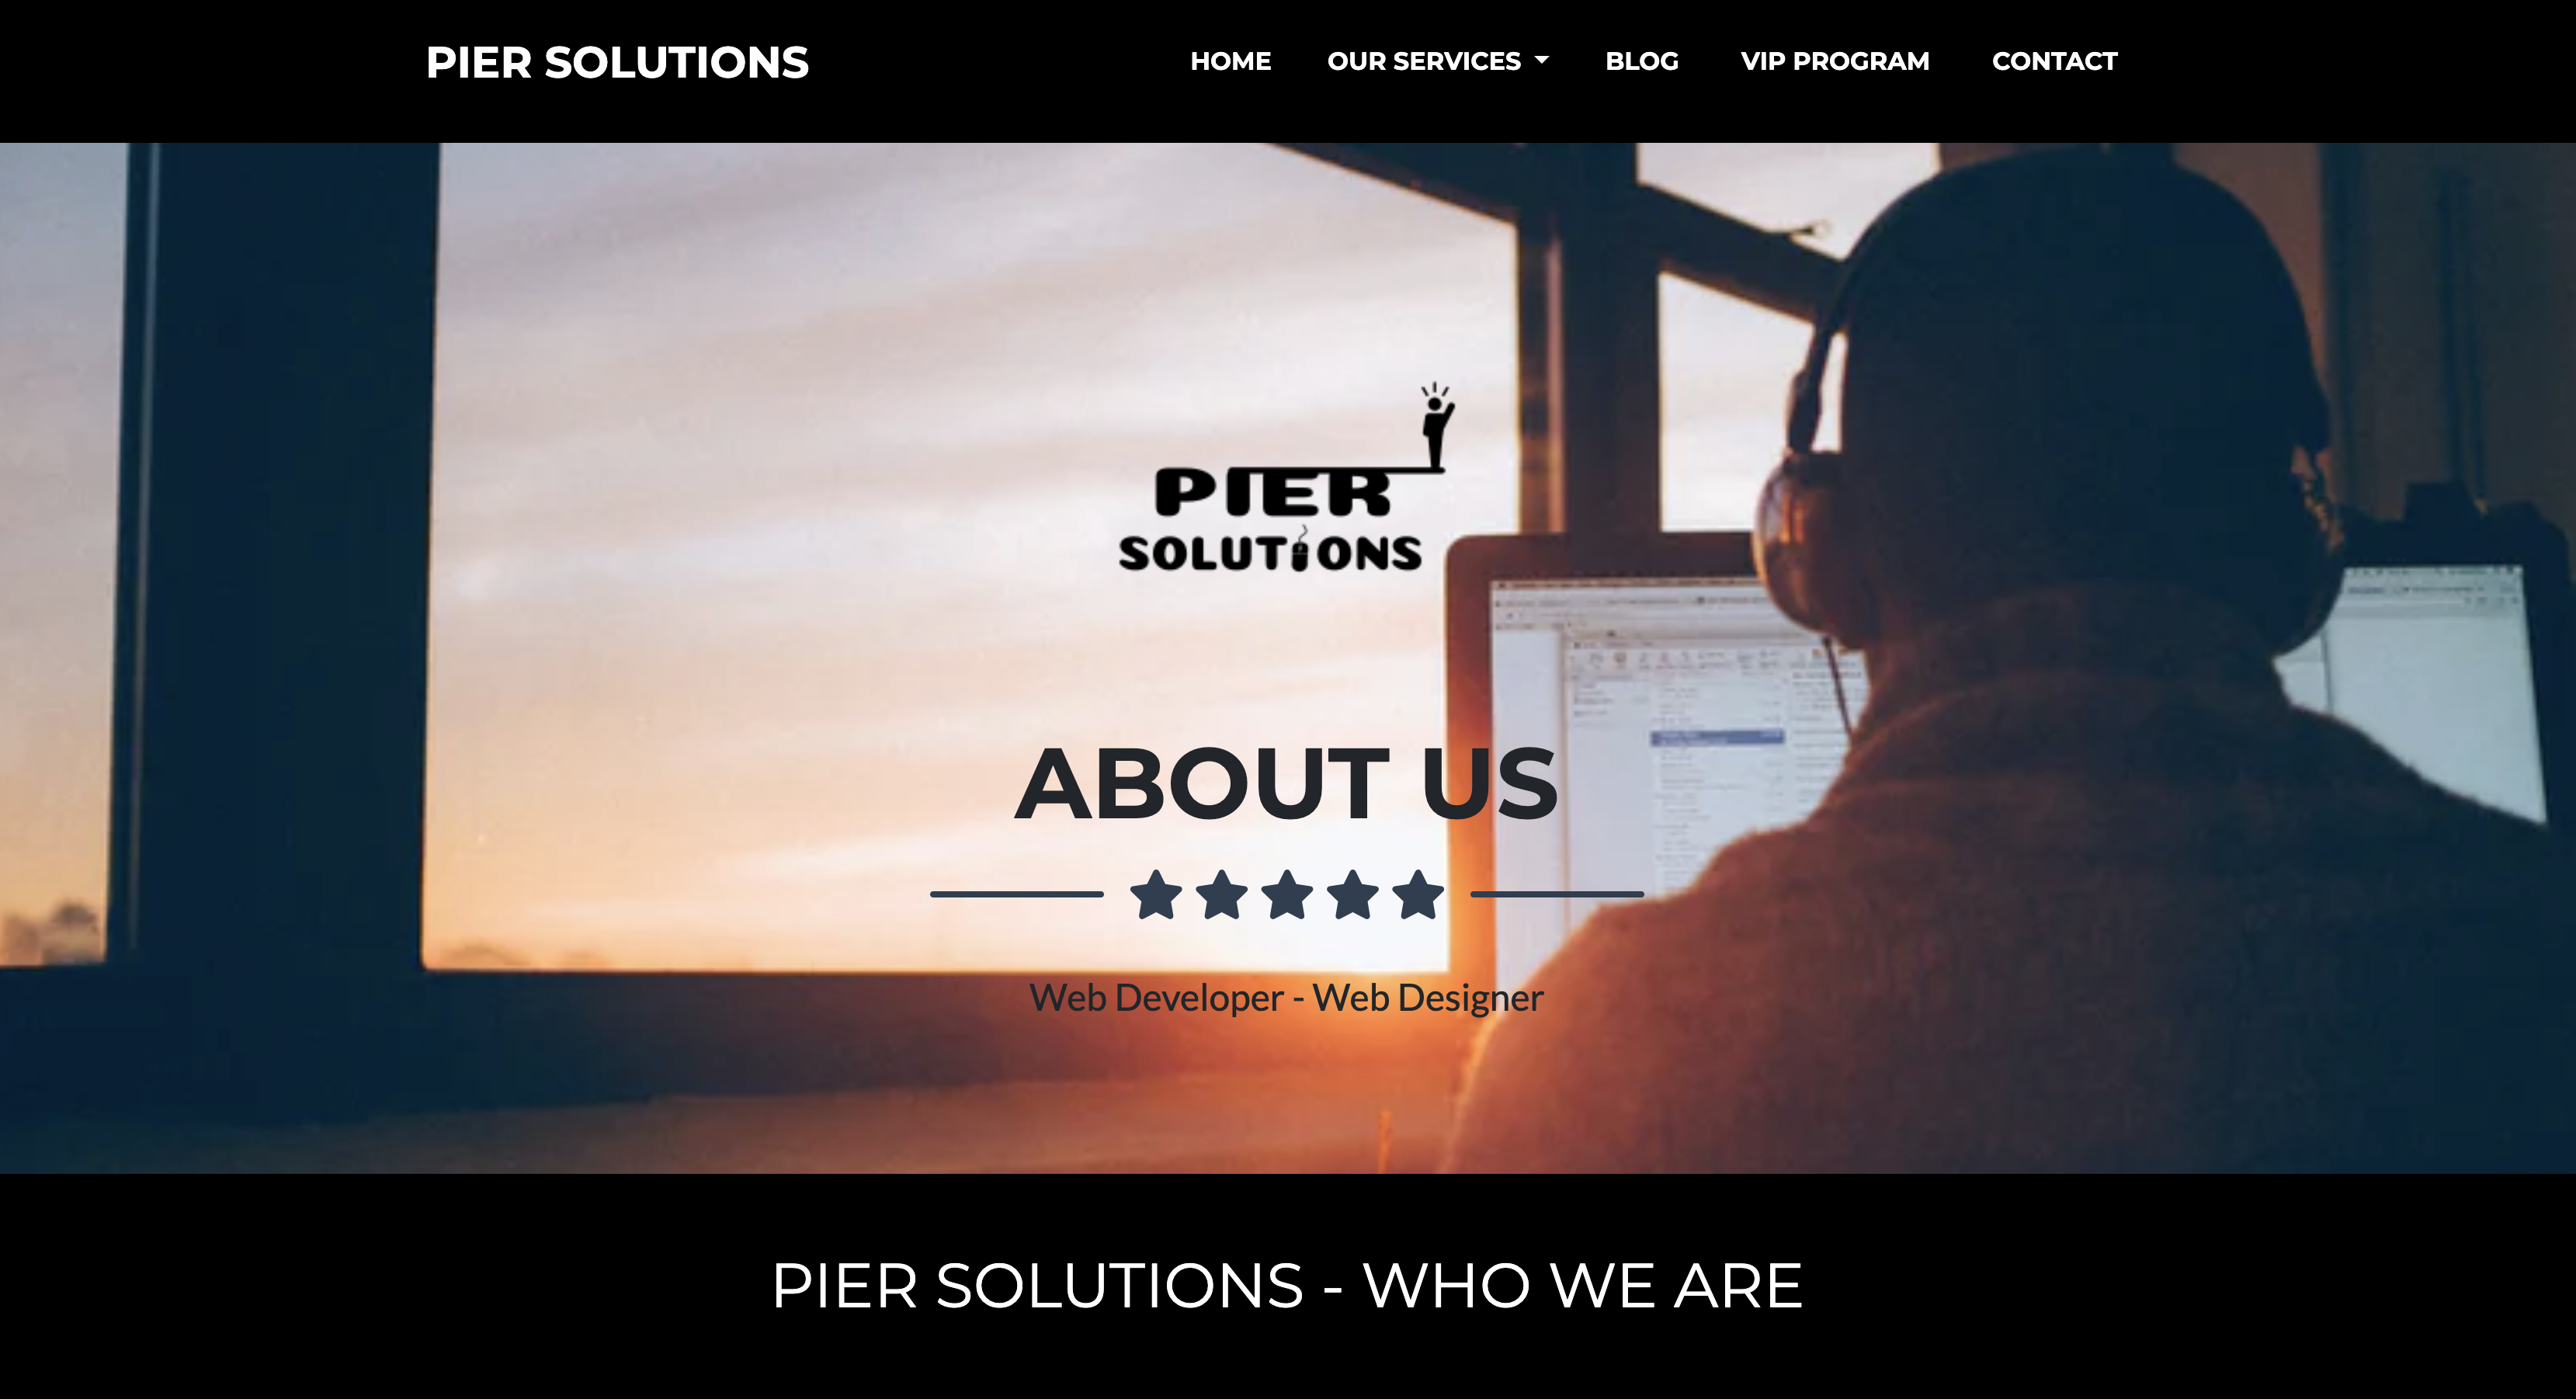 PIER SOLUTIONS
HOME OUR SERVICES BLOG VIP PROGRAM CONTACT
PIER
SOLUTIONS
ABOUT US
Web Developer - Web Designer
PIER SOLUTIONS - WHO WE ARE